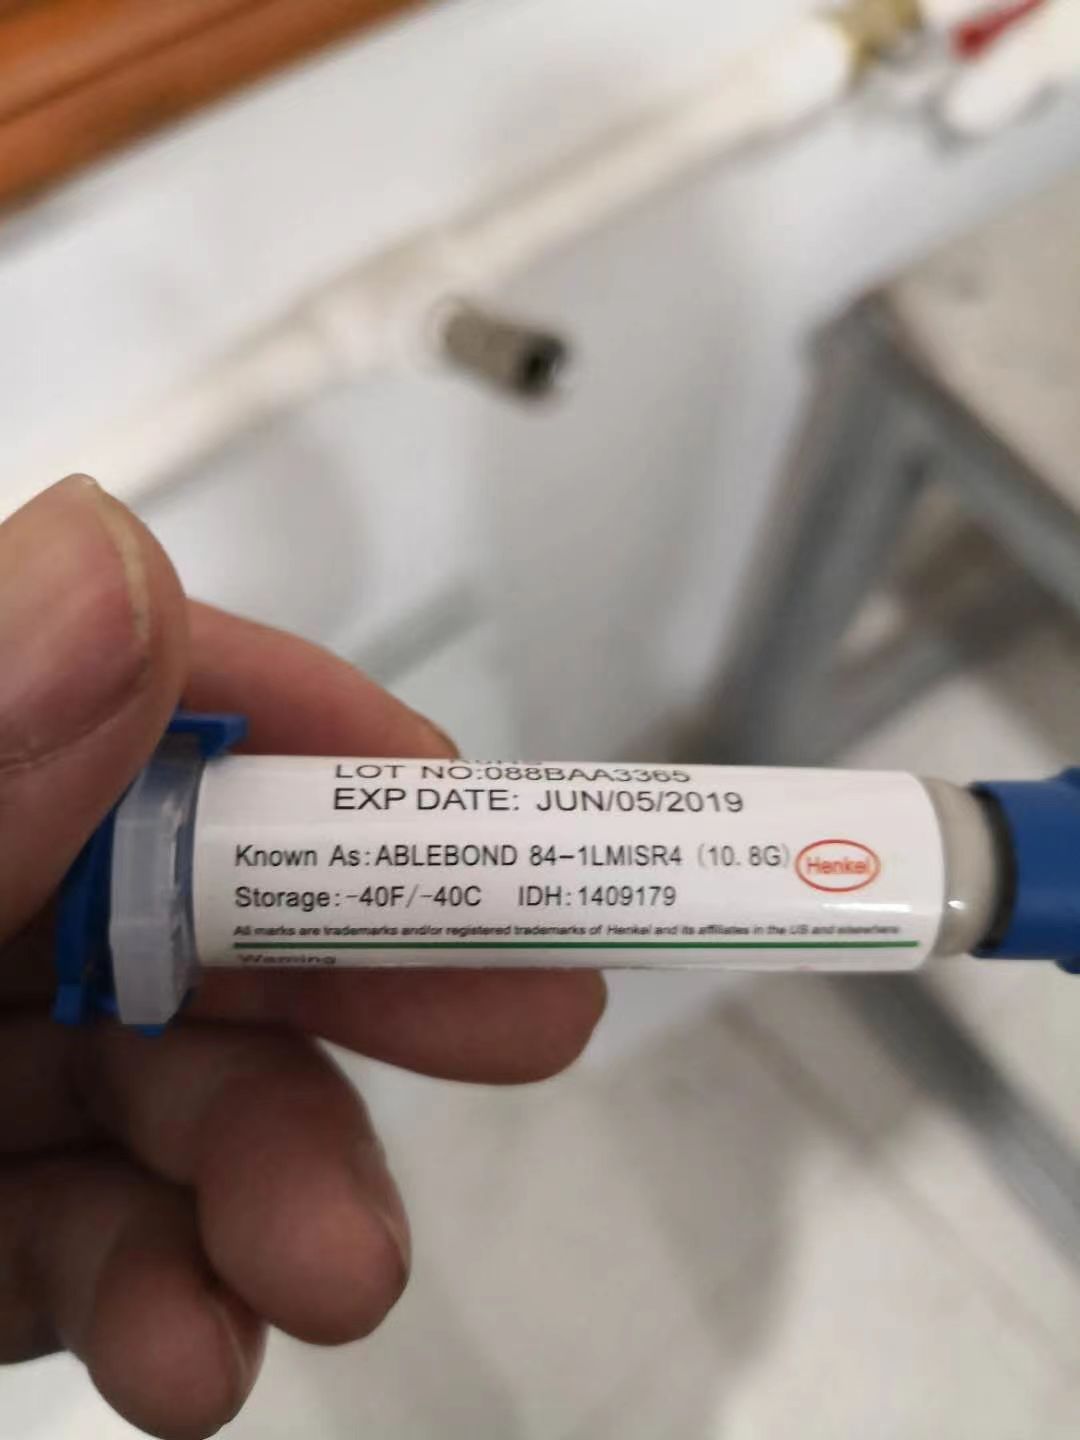 RoHS
LOT NO:088BAA3365
EXP DATE: JUN/05/2019
Known As:ABLEBOND 84-1LMISR4 (10. 8G)
Henkel
Storage:-40F/-40C IDH:1409179
All marks are trademarks and/or registered trademarks of Henkel and its affiliates in the US and elsewhere
Warning